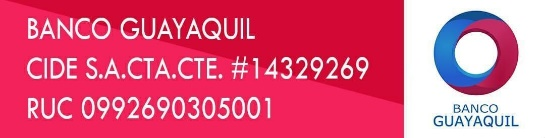 BANCO GUAYAQUIL
CIDE S.A.CTA.CTE. #14329269
RUC 0992690305001
BANCO
GUAYAQUIL